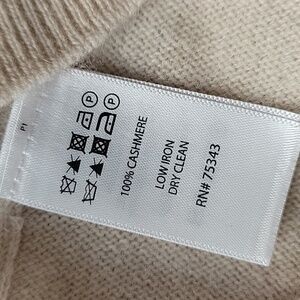 100% CASHMERE
LOW IRON
DRY CLEAN
RN# 75343
P P